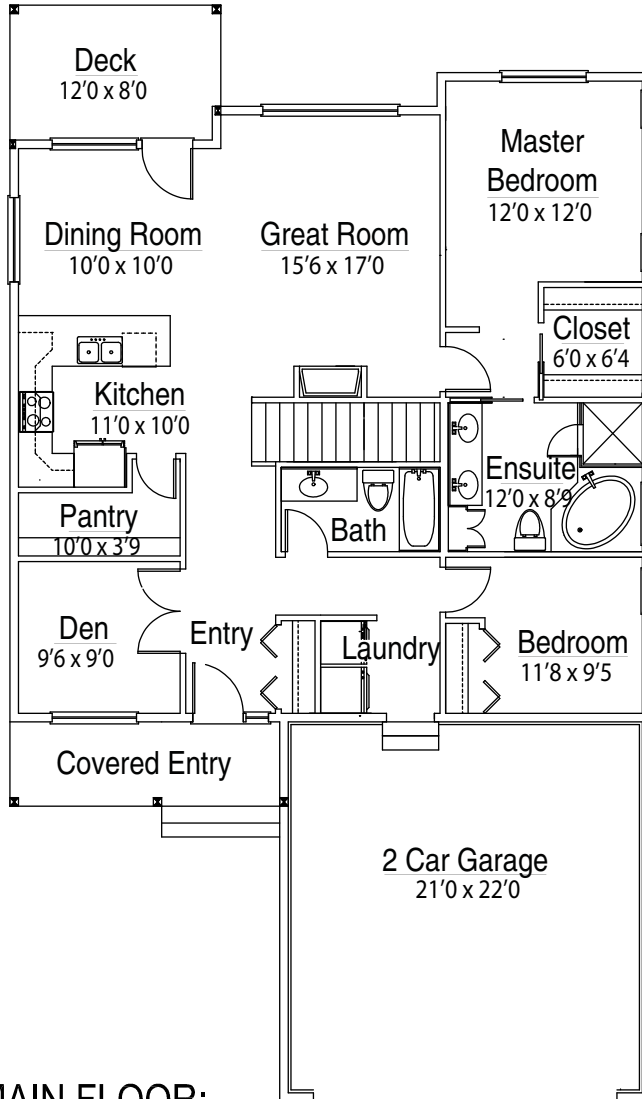 Deck
12'0 x 8'0
Master
Bedroom
12'0 x 12'0
Dining Room
10'0 x 10'0
Great Room
15'6 x 17'0
Closet
6'0 x 6'4
Kitchen
11'0 x 10'0
Ensuite
12'0 x 8'9
Pantry
10'0 x 3'9
Bath
Den
9'6 x 9'0
Entry
Laundry
Bedroom
11'8 x 9'5
Covered Entry
2 Car Garage
21'0 x 22'0
MAIN FLOOR: